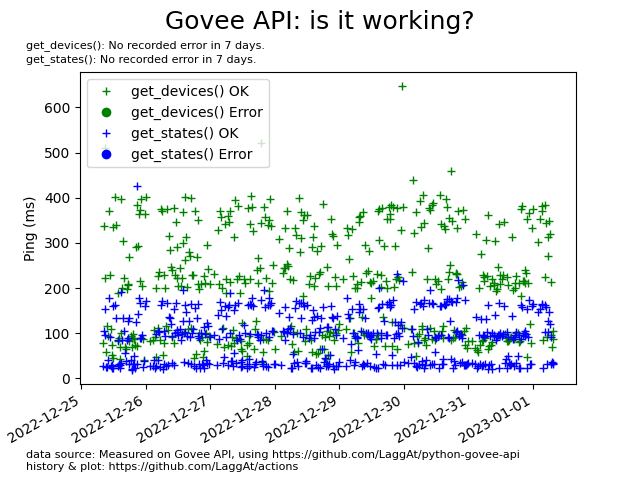 Govee API: is it working?
get_devices(): No recorded error in 7 days.
get_states(): No recorded error in 7 days.
get_devices() OK
get_devices() Error
get_states() OK
get_states() Error
Ping (ms)
600
500
400
300
200
100
0
2022-12-25
2022-12-26
2022-12-27
2022-12-28
2022-12-29
2022-12-30
2022-12-31
2023-01-01
data source: Measured on Govee API, using https://github.com/LaggAt/python-govee-api
history & plot: https://github.com/LaggAt/actions